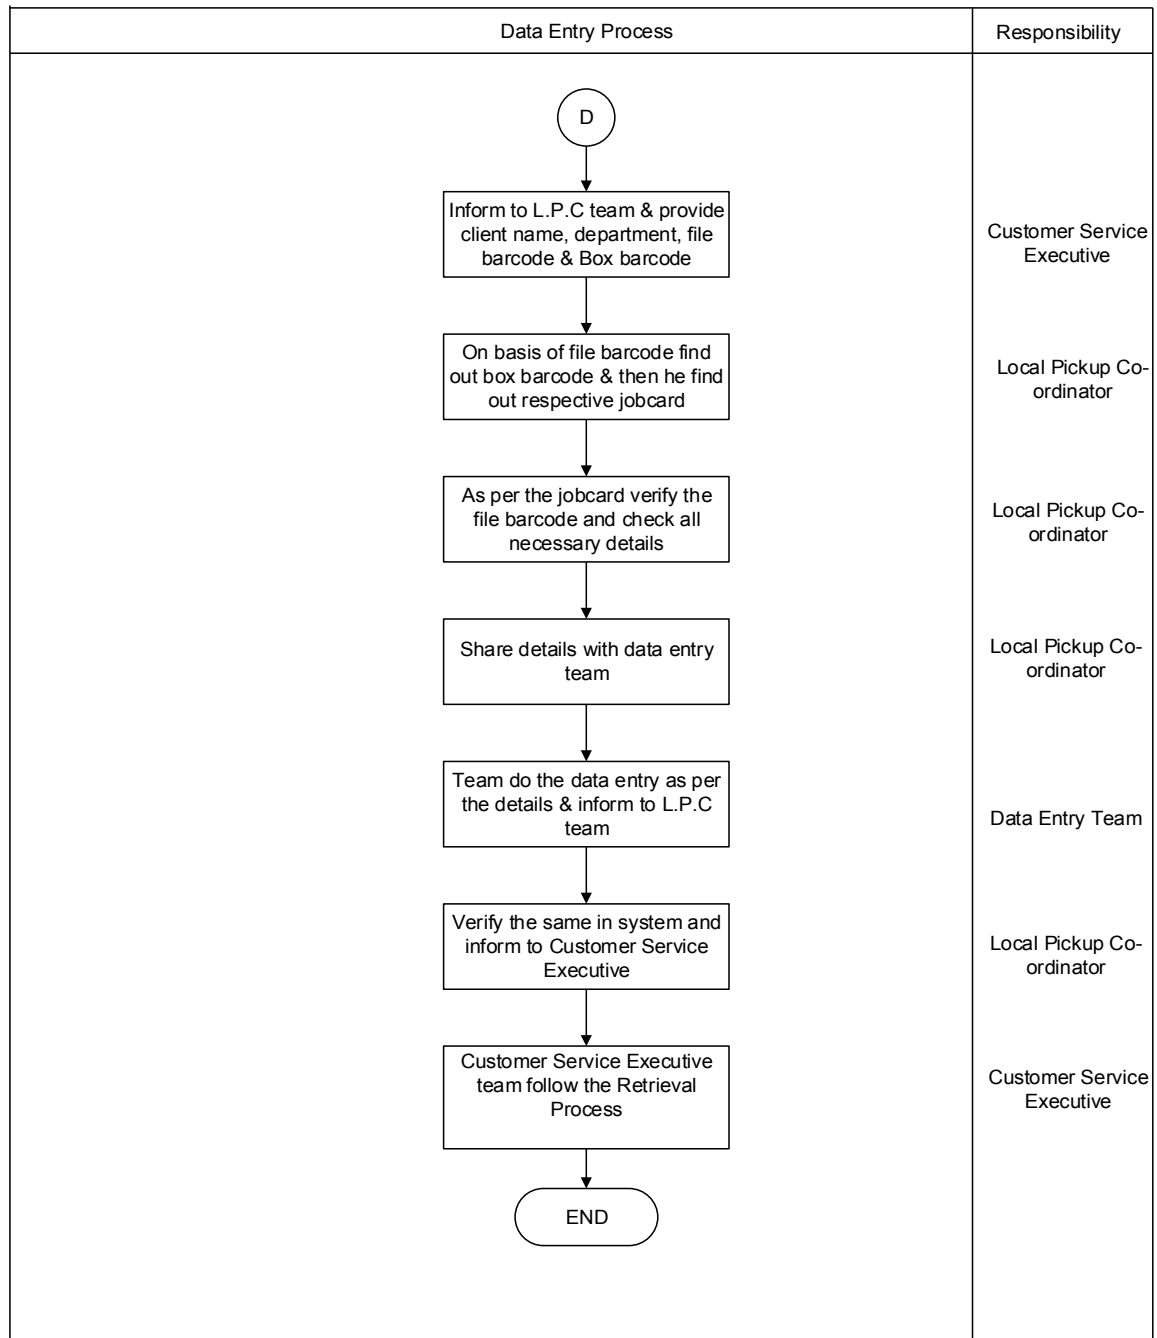 Data Entry Process
Responsibility
D
Inform to L.P.C team & provide
client name, department, file
barcode & Box barcode
Customer Service
Executive
On basis of file barcode find
out box barcode & then he find
out respective jobcard
Local Pickup Co-
ordinator
As per the jobcard verify the
file barcode and check all
necessary details
Local Pickup Co-
ordinator
Share details with data entry
team
Local Pickup Co-
ordinator
Team do the data entry as per
the details & inform to L.P.C
team
Data Entry Team
Verify the same in system and
inform to Customer Service
Executive
Local Pickup Co-
ordinator
Customer Service Executive
team follow the Retrieval
Process
Customer Service
Executive
END